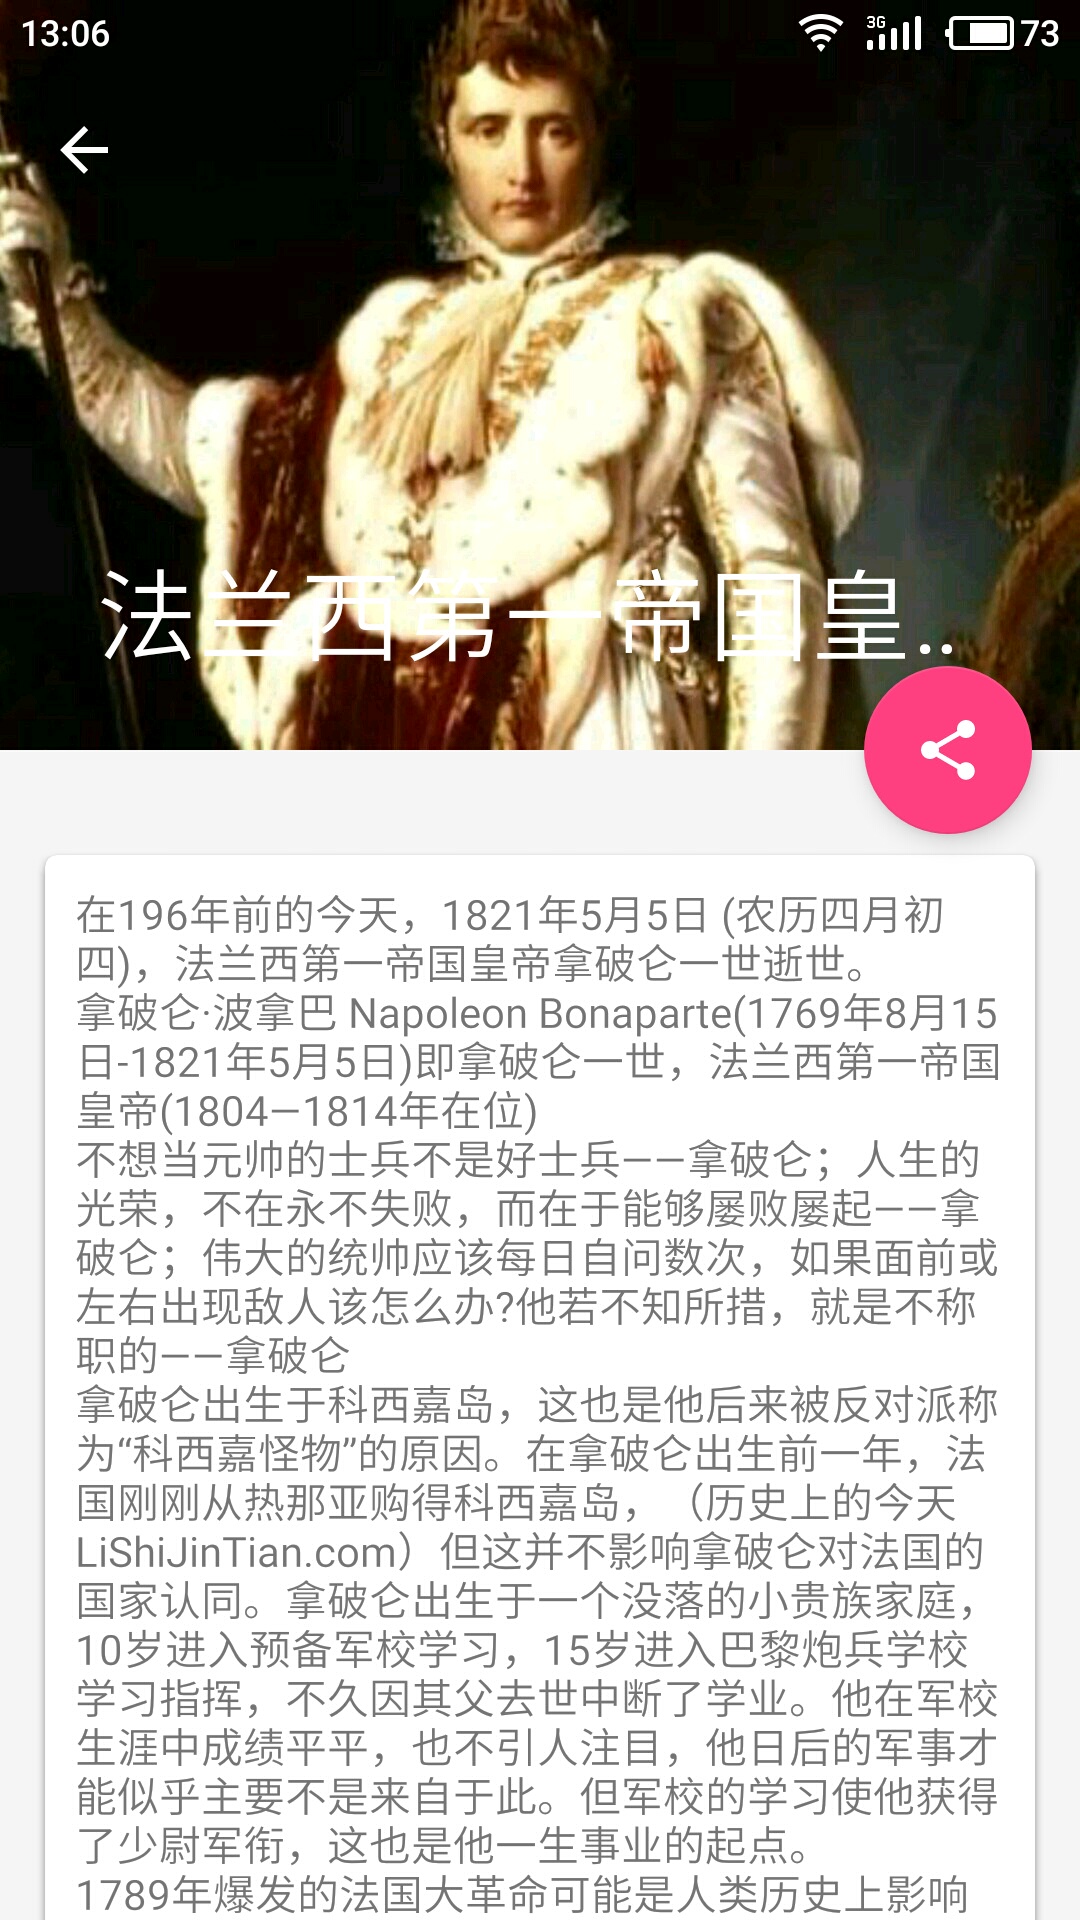 13:06
3G
73
法兰西第一帝国皇..
在196年前的今天，1821年5月5日 (农历四月初
四)，法兰西第一帝国皇帝拿破仑一世逝世。
拿破仑·波拿巴 Napoleon Bonaparte(1769年8月15
日-1821年5月5日)即拿破仑一世，法兰西第一帝国
皇帝(1804—1814年在位)
不想当元帅的士兵不是好士兵——拿破仑；人生的
光荣，不在永不失败，而在于能够屡败屡起——拿
破仑；伟大的统帅应该每日自问数次，如果面前或
左右出现敌人该怎么办?他若不知所措，就是不称
职的——拿破仑
拿破仑出生于科西嘉岛，这也是他后来被反对派称
为“科西嘉怪物”的原因。在拿破仑出生前一年，法
国刚刚从热那亚购得科西嘉岛，（历史上的今天
LiShiJinTian.com）但这并不影响拿破仑对法国的
国家认同。拿破仑出生于一个没落的小贵族家庭，
10岁进入预备军校学习，15岁进入巴黎炮兵学校
学习指挥，不久因其父去世中断了学业。他在军校
生涯中成绩平平，也不引人注目，他日后的军事才
能似乎主要不是来自于此。但军校的学习使他获得
了少尉军衔，这也是他一生事业的起点。
1789年爆发的法国大革命可能是人类历史上影响